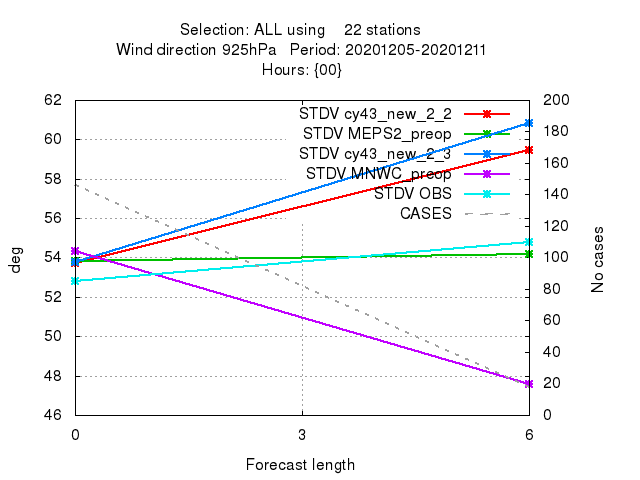 Selection: ALL using 22 stations
Wind direction 925hPa Period: 20201205-20201211
Hours: {00}
62 200
STDV cy43_new_2_2
180
60 STDV MEPS2_preop
160
58 STDV cy43_new_2_3
STDV MNWC_preop
140
STDV OBS
56 CASES
120
deg 54 100 No cases
52 80
60
50
40
48
20
46 0
0 3 6
Forecast length